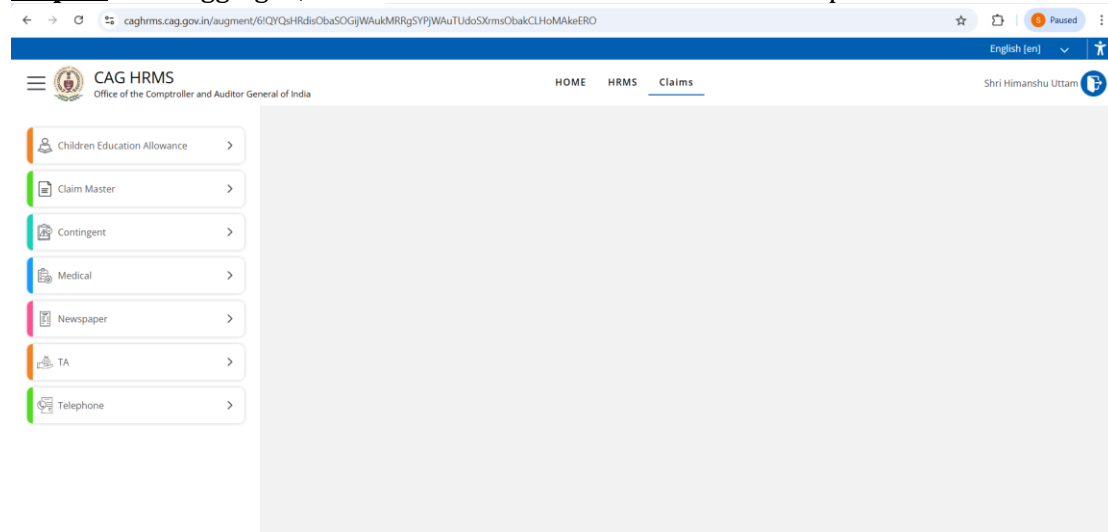 caghrms.cag.gov.in/augment/6!QYQsHRdisObaSOGijWAukMRRgSYPjWAuTUdoSXrmsObakCLHoMAkeERO
S Paused
English [en]
CAG HRMS
Office of the Comptroller and Auditor General of India
HOME HRMS Claims
Shri Himanshu Uttam
Children Education Allowance
Claim Master
Contingent
Medical
Newspaper
TA
Telephone